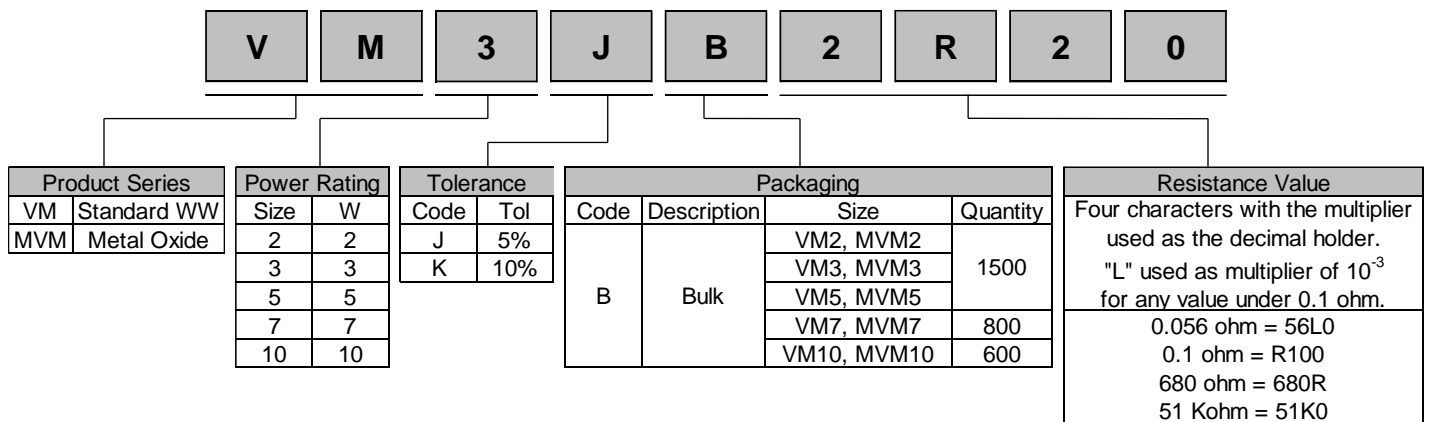 V M 3 J B 2 R 2 0
Product Series
VM Standard WW
MVM Metal Oxide
Power Rating
Size W
2 2
3 3
5 5
7 7
10 10
Tolerance
Code Tol
J 5%
K 10%
Packaging
Code Description Size Quantity
B Bulk
VM2, MVM2
VM3, MVM3 1500
VM5, MVM5
VM7, MVM7 800
VM10, MVM10 600
Resistance Value
Four characters with the multiplier
used as the decimal holder.
"L" used as multiplier of 10⁻³
for any value under 0.1 ohm.
0.056 ohm = 56L0
0.1 ohm = R100
680 ohm = 680R
51 Kohm = 51K0